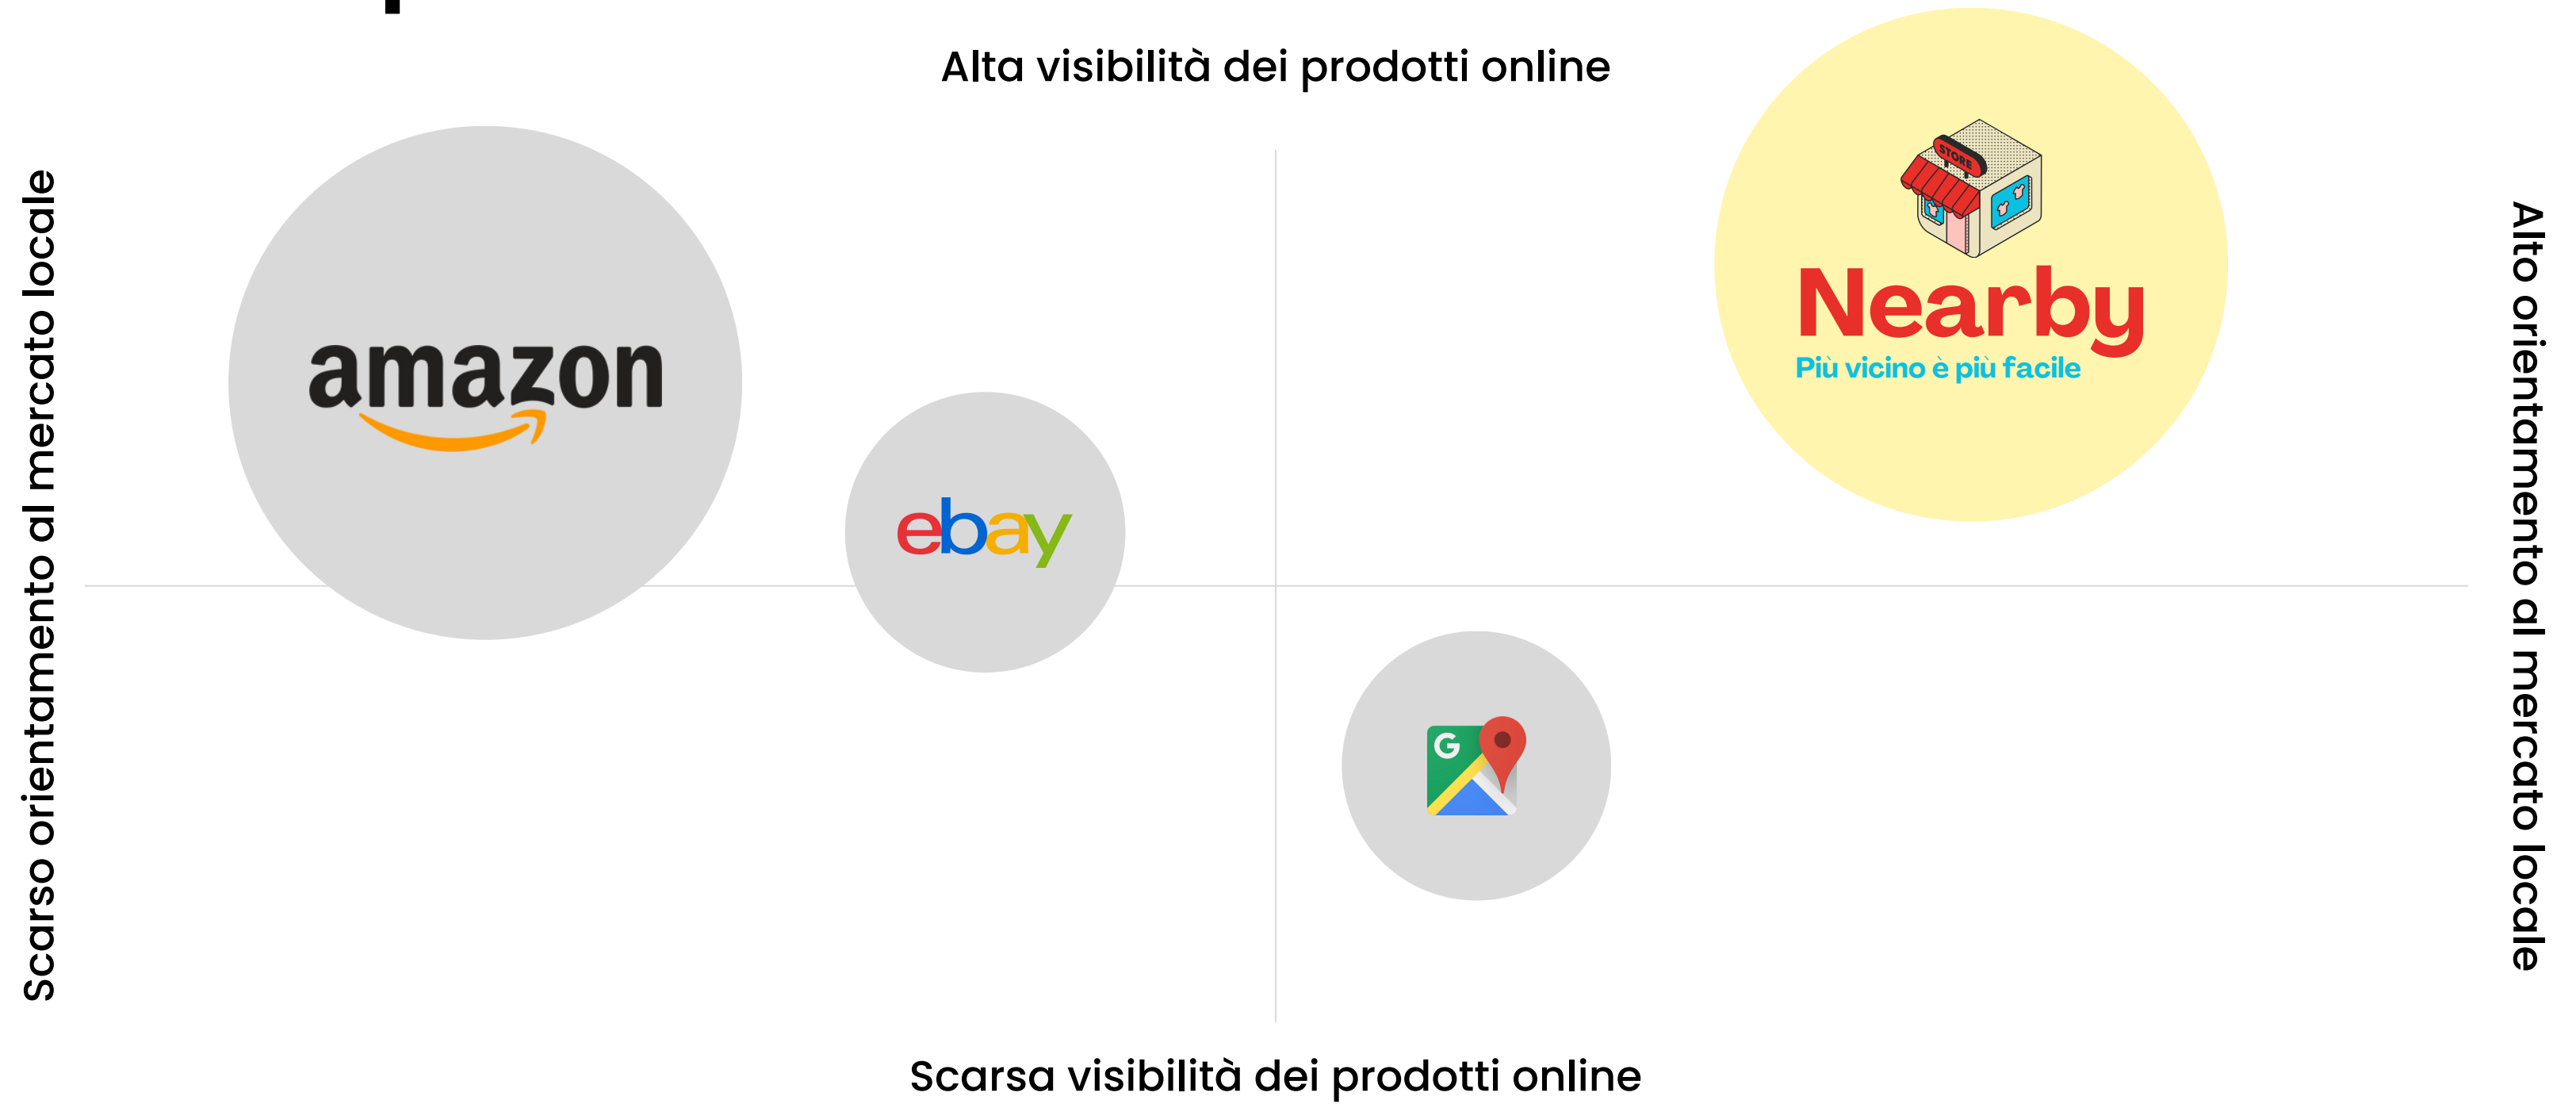 Alta visibilità dei prodotti online
Scarso orientamento al mercato locale
amazon
ebay
STORE
Nearby
Più vicino è più facile
G
Alto orientamento al mercato locale
Scarsa visibilità dei prodotti online